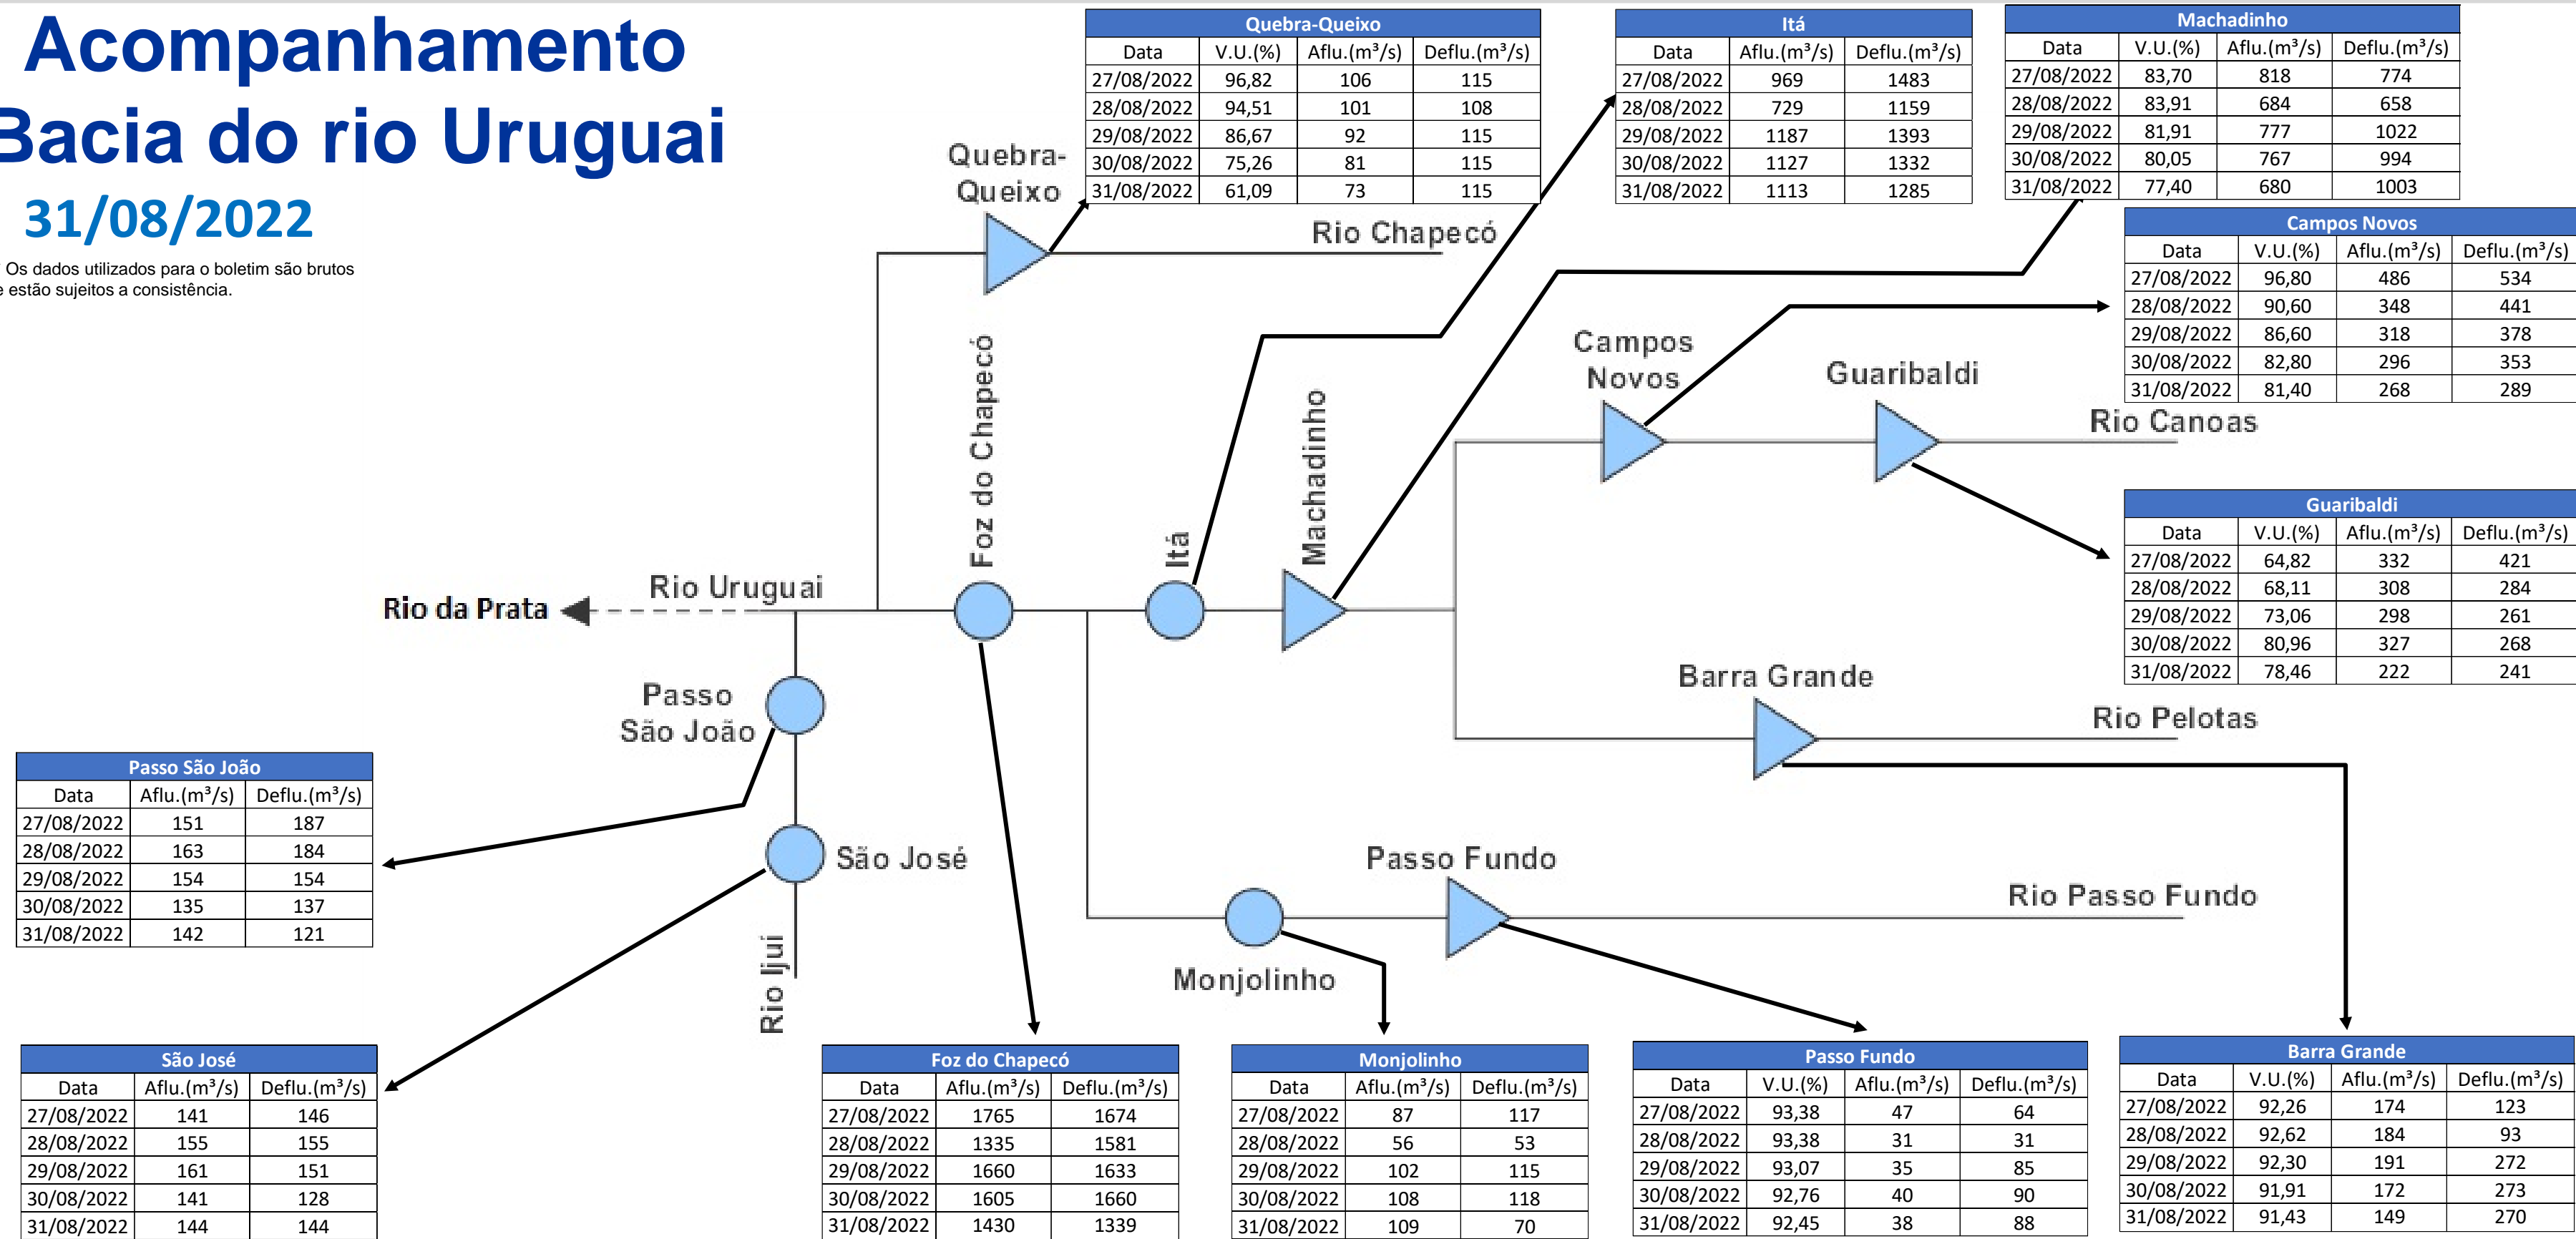 Acompanhamento
Bacia do rio Uruguai
31/08/2022
Os dados utilizados para o boletim são brutos
e estão sujeitos a consistência.
Quebra-Queixo
Data V.U.(%) Aflu.(m³/s) Deflu.(m³/s)
27/08/2022 96,82 106 115
28/08/2022 94,51 101 108
29/08/2022 86,67 92 115
30/08/2022 75,26 81 115
31/08/2022 61,09 73 115
Itá
Data Aflu.(m³/s) Deflu.(m³/s)
27/08/2022 969 1483
28/08/2022 729 1159
29/08/2022 1187 1393
30/08/2022 1127 1332
31/08/2022 1113 1285
Machadinho
Data V.U.(%) Aflu.(m³/s) Deflu.(m³/s)
27/08/2022 83,70 818 774
28/08/2022 83,91 684 658
29/08/2022 81,91 777 1022
30/08/2022 80,05 767 994
31/08/2022 77,40 680 1003
Campos Novos
Data V.U.(%) Aflu.(m³/s) Deflu.(m³/s)
27/08/2022 96,80 486 534
28/08/2022 90,60 348 441
29/08/2022 86,60 318 378
30/08/2022 82,80 296 353
31/08/2022 81,40 268 289
Guaribaldi
Data V.U.(%) Aflu.(m³/s) Deflu.(m³/s)
27/08/2022 64,82 332 421
28/08/2022 68,11 308 284
29/08/2022 73,06 298 261
30/08/2022 80,96 327 268
31/08/2022 78,46 222 241
Quebra-
Queixo
Rio Chapecó
Foz do Chapecó
Itá
Machadinho
Campos
Novos
Guaribaldi
Rio Canoas
Rio da Prata
Rio Uruguai
Barra Grande
Rio Pelotas
Passo
São João
São José
Rio Ijuí
Passo Fundo
Rio Passo Fundo
Monjolinho
Passo São João
Data Aflu.(m³/s) Deflu.(m³/s)
27/08/2022 151 187
28/08/2022 163 184
29/08/2022 154 154
30/08/2022 135 137
31/08/2022 142 121
São José
Data Aflu.(m³/s) Deflu.(m³/s)
27/08/2022 141 146
28/08/2022 155 155
29/08/2022 161 151
30/08/2022 141 128
31/08/2022 144 144
Foz do Chapecó
Data Aflu.(m³/s) Deflu.(m³/s)
27/08/2022 1765 1674
28/08/2022 1335 1581
29/08/2022 1660 1633
30/08/2022 1605 1660
31/08/2022 1430 1339
Monjolinho
Data Aflu.(m³/s) Deflu.(m³/s)
27/08/2022 87 117
28/08/2022 56 53
29/08/2022 102 115
30/08/2022 108 118
31/08/2022 109 70
Passo Fundo
Data V.U.(%) Aflu.(m³/s) Deflu.(m³/s)
27/08/2022 93,38 47 64
28/08/2022 93,38 31 31
29/08/2022 93,07 35 85
30/08/2022 92,76 40 90
31/08/2022 92,45 38 88
Barra Grande
Data V.U.(%) Aflu.(m³/s) Deflu.(m³/s)
27/08/2022 92,26 174 123
28/08/2022 92,62 184 93
29/08/2022 92,30 191 272
30/08/2022 91,91 172 273
31/08/2022 91,43 149 270